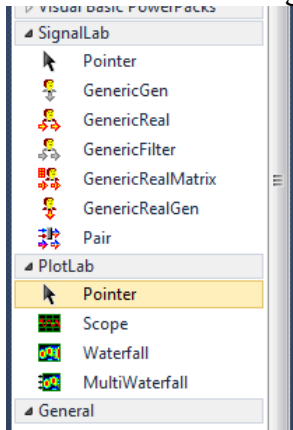 Visual Basic PowerPacks
SignalLab
Pointer
GenericGen
GenericReal
GenericFilter
GenericRealMatrix
GenericRealGen
Pair
PlotLab
Pointer
Scope
Waterfall
MultiWaterfall
General